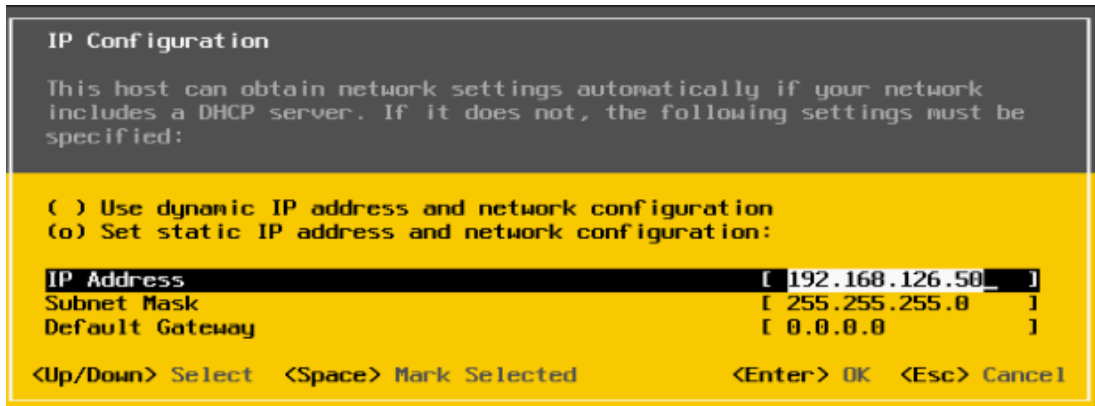 IP Configuration
This host can obtain network settings automatically if your network
includes a DHCP server. If it does not, the following settings must be
specified:
( ) Use dynamic IP address and network configuration
(o) Set static IP address and network configuration:
IP Address [ 192.168.126.50_ ]
Subnet Mask [ 255.255.255.0 ]
Default Gateway [ 0.0.0.0 ]
<Up/Down> Select <Space> Mark Selected <Enter> OK <Esc> Cancel